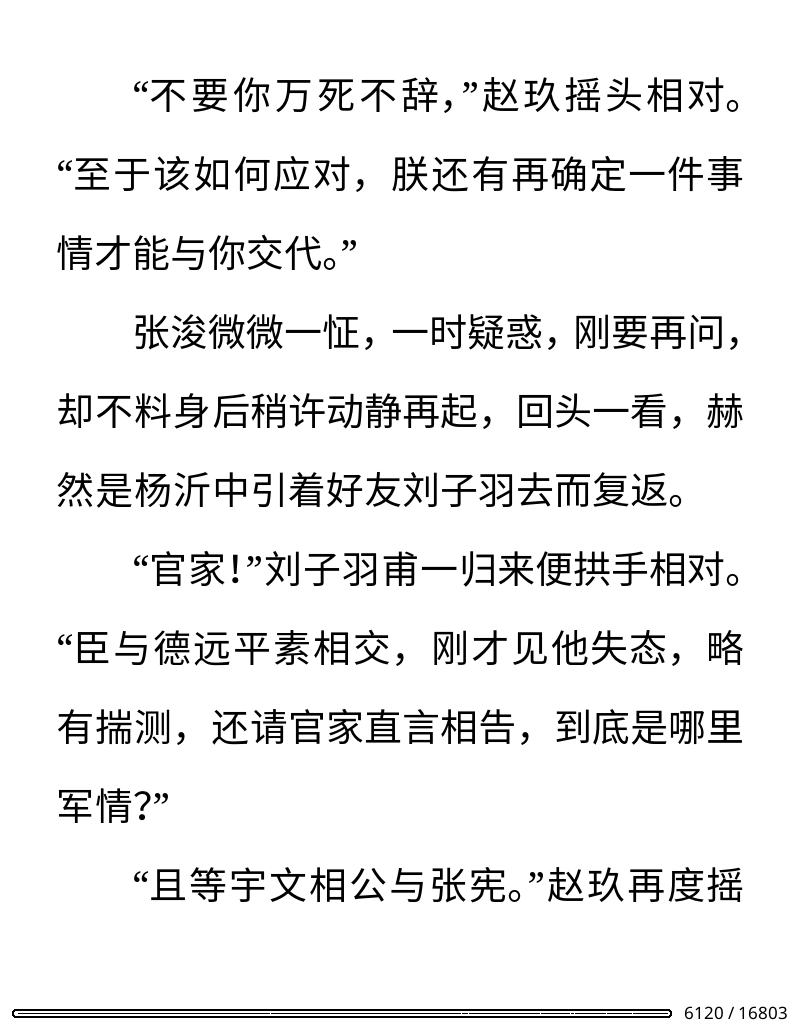 “不要你万死不辞，”赵玖摇头相对。
“至于该如何应对，朕还有再确定一件事
情才能与你交代。”
张浚微微一怔，一时疑惑，刚要再问，
却不料身后稍许动静再起，回头一看，赫
然是杨沂中引着好友刘子羽去而复返。
“官家！”刘子羽甫一归来便拱手相对。
“臣与德远平素相交，刚才见他失态，略
有揣测，还请官家直言相告，到底是哪里
军情？”
“且等宇文相公与张宪。”赵玖再度摇
6120 / 16803